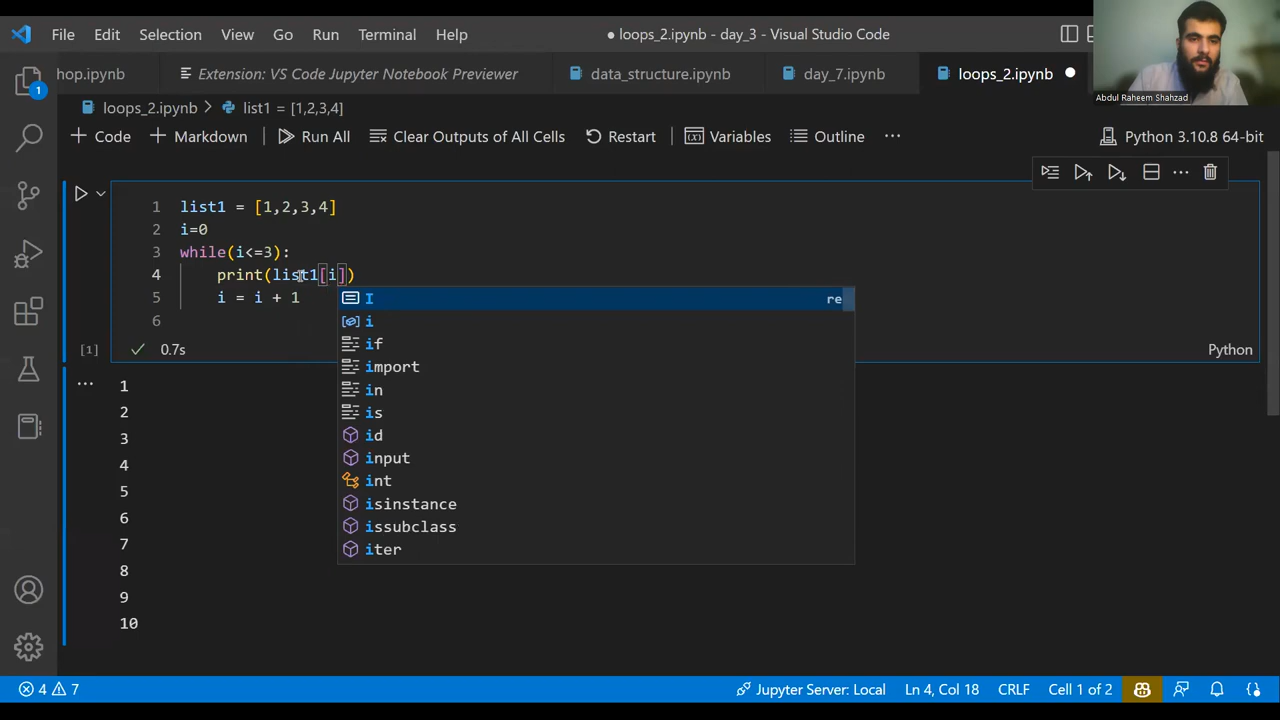 File Edit Selection View Go Run Terminal Help
● loops_2.ipynb - day_3 - Visual Studio Code
Abdul Raheem Shahzad
hop.ipynb
Extension: VS Code Jupyter Notebook Previewer
data_structure.ipynb
day_7.ipynb
loops_2.ipynb
1
loops_2.ipynb > list1 = [1,2,3,4]
+ Code + Markdown Run All Clear Outputs of All Cells Restart Variables Outline ...
Python 3.10.8 64-bit
1 list1 = [1,2,3,4]
2 i=0
3 while(i<=3):
4 print(list1[i])
5 i = i + 1
6
[1] ✓ 0.7s
Python
I re
i
if
import
in
is
id
input
int
isinstance
issubclass
iter
1
2
3
4
5
6
7
8
9
10
4 7
Jupyter Server: Local Ln 4, Col 18 CRLF Cell 1 of 2